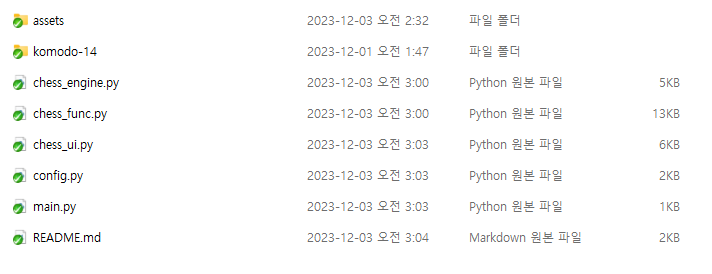 assets 2023-12-03 오전 2:32 파일 폴더
komodo-14 2023-12-01 오전 1:47 파일 폴더
chess_engine.py 2023-12-03 오전 3:00 Python 원본 파일 5KB
chess_func.py 2023-12-03 오전 3:00 Python 원본 파일 13KB
chess_ui.py 2023-12-03 오전 3:03 Python 원본 파일 6KB
config.py 2023-12-03 오전 3:03 Python 원본 파일 2KB
main.py 2023-12-03 오전 3:03 Python 원본 파일 1KB
README.md 2023-12-03 오전 3:04 Markdown 원본 파일 2KB